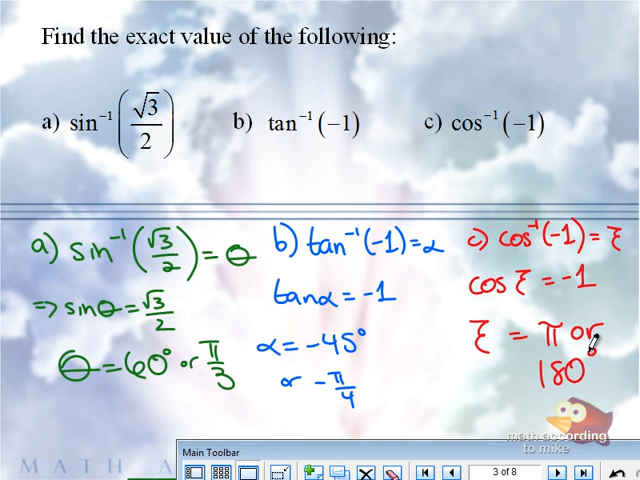 Find the exact value of the following:
a) sin⁻¹(√3/2) b) tan⁻¹(−1) c) cos⁻¹(−1)
a) sin⁻¹(√3/2) = θ
⇒ sinθ = √3/2
θ = 60° or π/3
b) tan⁻¹(-1) = α
tanα = -1
α = -45°
or -π/4
c) cos⁻¹(-1) = ξ
cos ξ = -1
ξ = π or
180°
math according
to mike
MATH A
Main Toolbar
3 of 8